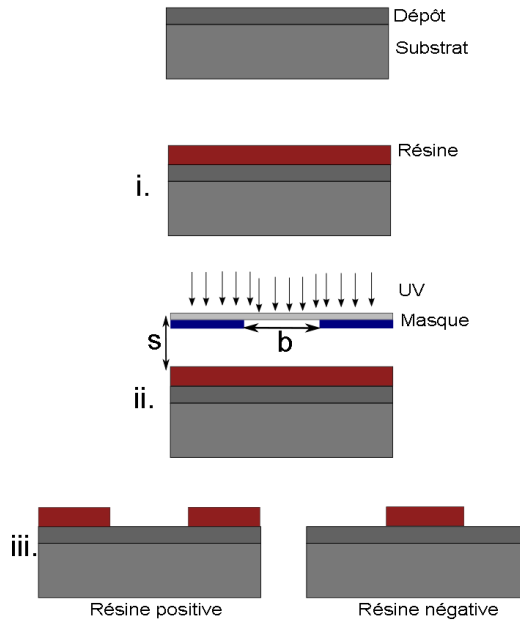 Dépôt
Substrat
Résine
i.
UV
Masque
s
b
ii.
iii.
Résine positive
Résine négative